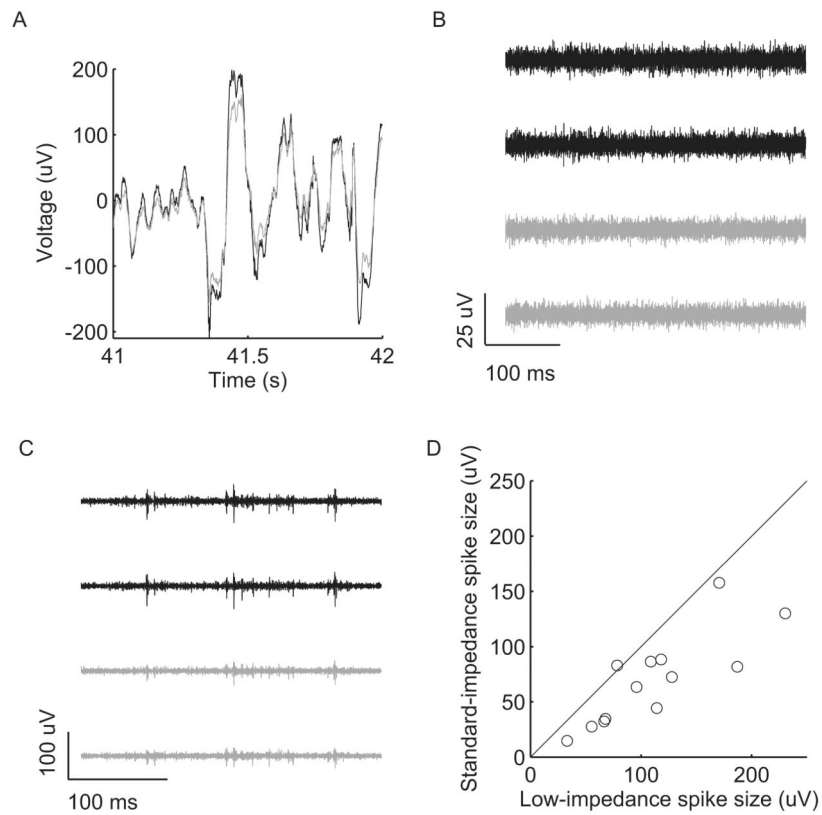 A
Voltage (uV)
200
100
0
-100
-200
41
41.5
42
Time (s)
B
25 uV
100 ms
C
100 uV
100 ms
D
Standard-impedance spike size (uV)
250
200
150
100
50
0
0
100
200
Low-impedance spike size (uV)